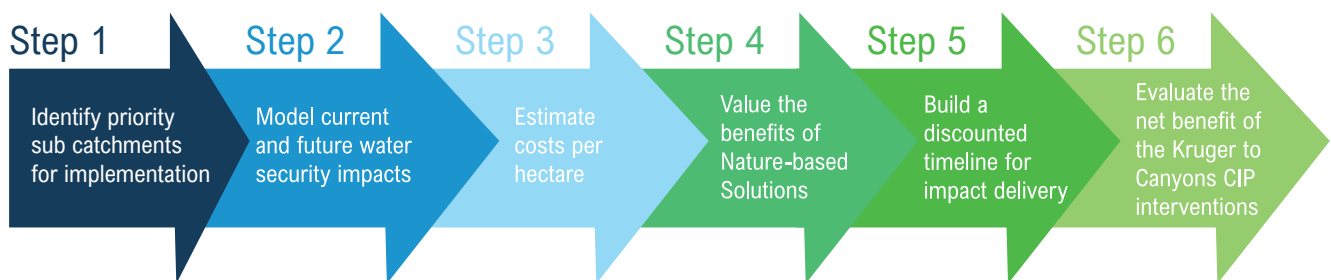 Step 1
Identify priority
sub catchments
for implementation
Step 2
Model current
and future water
security impacts
Step 3
Estimate
costs per
hectare
Step 4
Value the
benefits of
Nature-based
Solutions
Step 5
Build a
discounted
timeline for
impact delivery
Step 6
Evaluate the
net benefit of
the Kruger to
Canyons CIP
interventions